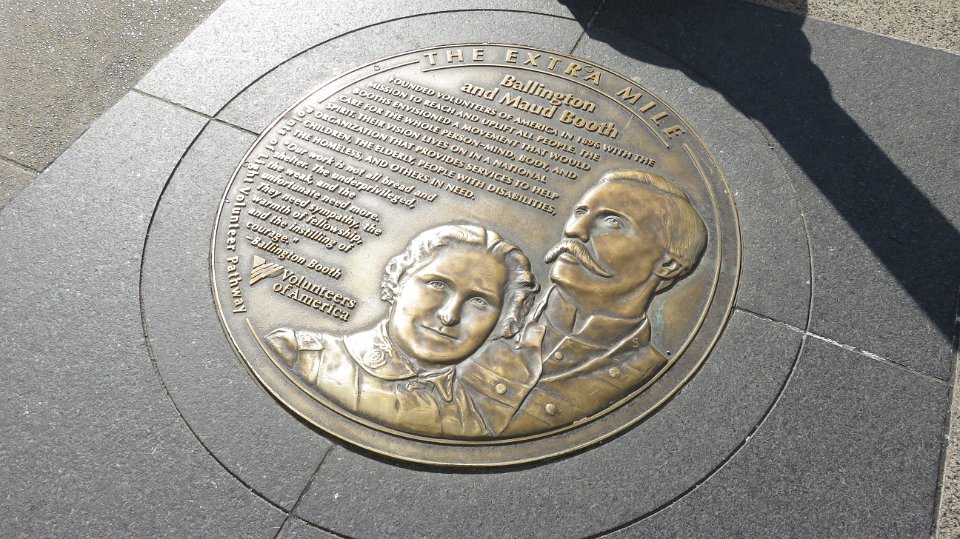 THE EXTRA MILE
Ballington
and Maud Booth
FOUNDED VOLUNTEERS OF AMERICA IN 1896 WITH THE
MISSION TO REACH AND UPLIFT ALL PEOPLE. THE
BOOTHS ENVISIONED A MOVEMENT THAT WOULD
CARE FOR THE WHOLE PERSON–MIND, BODY, AND
SPIRIT. THEIR VISION LIVES ON IN A NATIONAL
ORGANIZATION THAT PROVIDES SERVICES TO HELP
CHILDREN, THE ELDERLY, PEOPLE WITH DISABILITIES,
THE HOMELESS, AND OTHERS IN NEED.
"Our work is not all bread and
shelter. The underprivileged,
the weak, and the
unfortunate need more.
They need sympathy, the
warmth of fellowship,
and the instilling of
courage."
-Ballington Booth
Volunteers
of America
Points of Light Volunteer Pathway